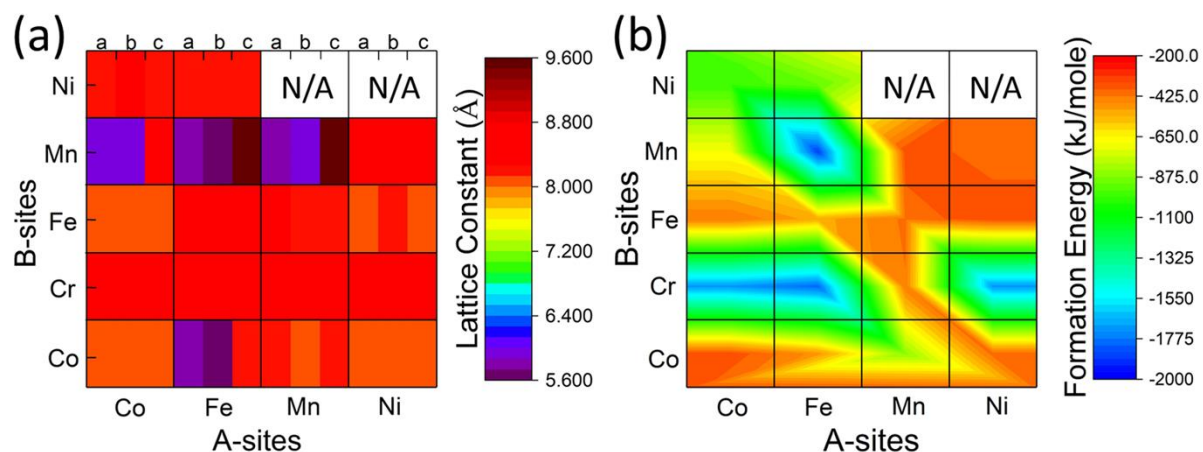 (a)
a b c a b c a b c a b c
Ni
Mn
Fe
Cr
Co
B-sites
N/A N/A
Co Fe Mn Ni
A-sites
Lattice Constant (Å)
9.600
8.800
8.000
7.200
6.400
5.600
(b)
Ni
Mn
Fe
Cr
Co
B-sites
N/A N/A
Co Fe Mn Ni
A-sites
Formation Energy (kJ/mole)
-200.0
-425.0
-650.0
-875.0
-1100
-1325
-1550
-1775
-2000